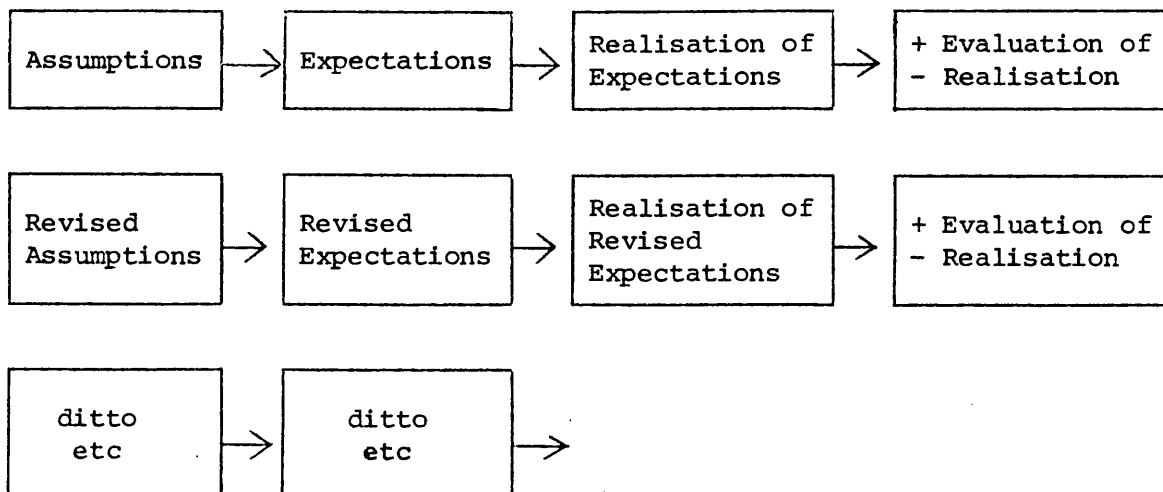 Assumptions
Expectations
Realisation of
Expectations
+ Evaluation of
- Realisation
Revised
Assumptions
Revised
Expectations
Realisation of
Revised
Expectations
+ Evaluation of
- Realisation
ditto
etc
ditto
etc